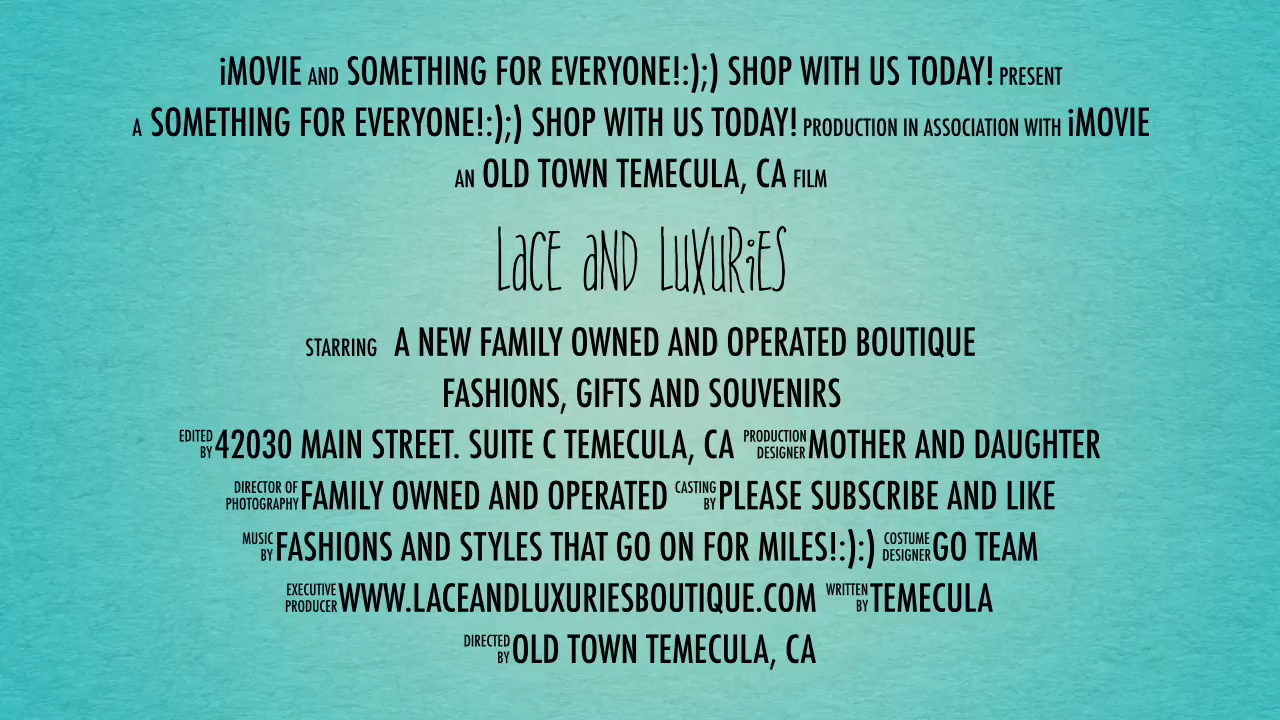 iMOVIE AND SOMETHING FOR EVERYONE!:);) SHOP WITH US TODAY! PRESENT
A SOMETHING FOR EVERYONE!:);) SHOP WITH US TODAY! PRODUCTION IN ASSOCIATION WITH iMOVIE
AN OLD TOWN TEMECULA, CA FILM
LaCE aND LUXURiES
STARRING A NEW FAMILY OWNED AND OPERATED BOUTIQUE
FASHIONS, GIFTS AND SOUVENIRS
EDITED BY 42030 MAIN STREET. SUITE C TEMECULA, CA PRODUCTION DESIGNER MOTHER AND DAUGHTER
DIRECTOR OF PHOTOGRAPHY FAMILY OWNED AND OPERATED CASTING BY PLEASE SUBSCRIBE AND LIKE
MUSIC BY FASHIONS AND STYLES THAT GO ON FOR MILES!:):) COSTUME DESIGNER GO TEAM
EXECUTIVE PRODUCER WWW.LACEANDLUXURIESBOUTIQUE.COM WRITTEN BY TEMECULA
DIRECTED BY OLD TOWN TEMECULA, CA